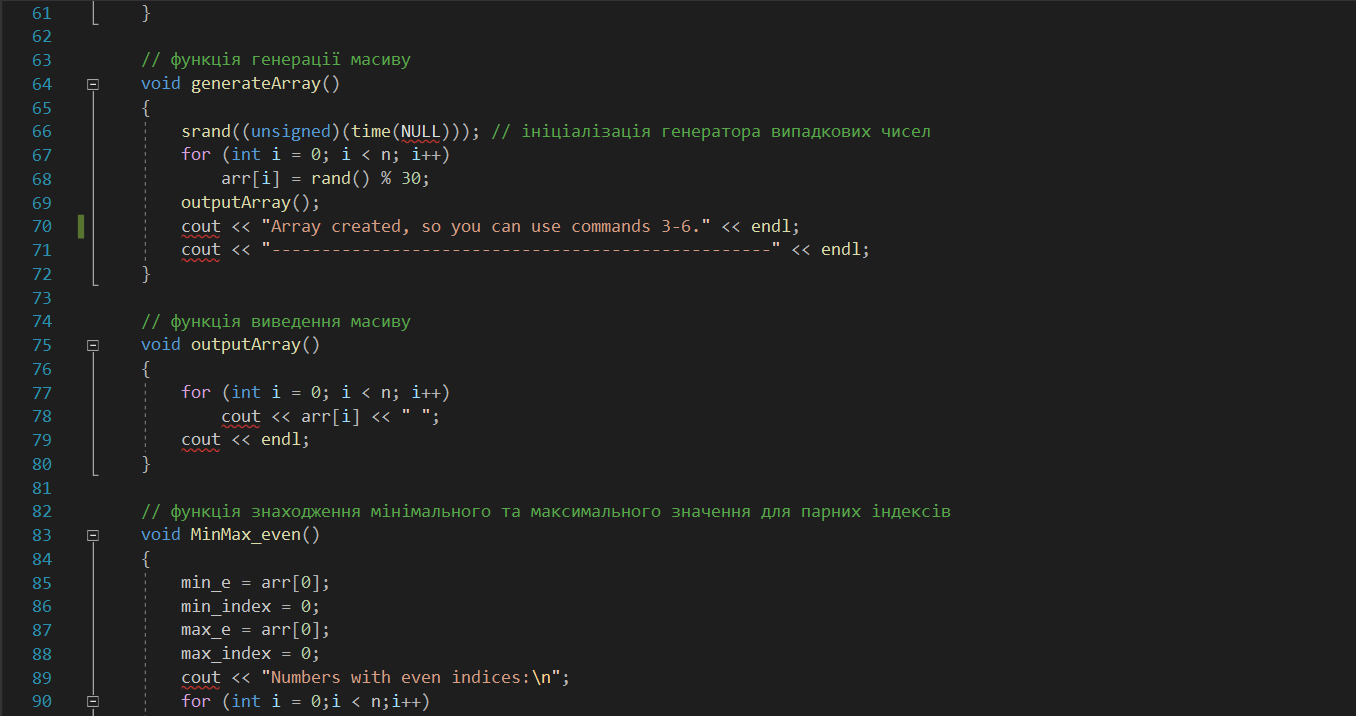 61 }
62
63 // функція генерації масиву
64 void generateArray()
65 {
66 srand((unsigned)(time(NULL))); // ініціалізація генератора випадкових чисел
67 for (int i = 0; i < n; i++)
68 arr[i] = rand() % 30;
69 outputArray();
70 cout << "Array created, so you can use commands 3-6." << endl;
71 cout << "--------------------------------------------------" << endl;
72 }
73
74 // функція виведення масиву
75 void outputArray()
76 {
77 for (int i = 0; i < n; i++)
78 cout << arr[i] << " ";
79 cout << endl;
80 }
81
82 // функція знаходження мінімального та максимального значення для парних індексів
83 void MinMax_even()
84 {
85 min_e = arr[0];
86 min_index = 0;
87 max_e = arr[0];
88 max_index = 0;
89 cout << "Numbers with even indices:\n";
90 for (int i = 0;i < n;i++)